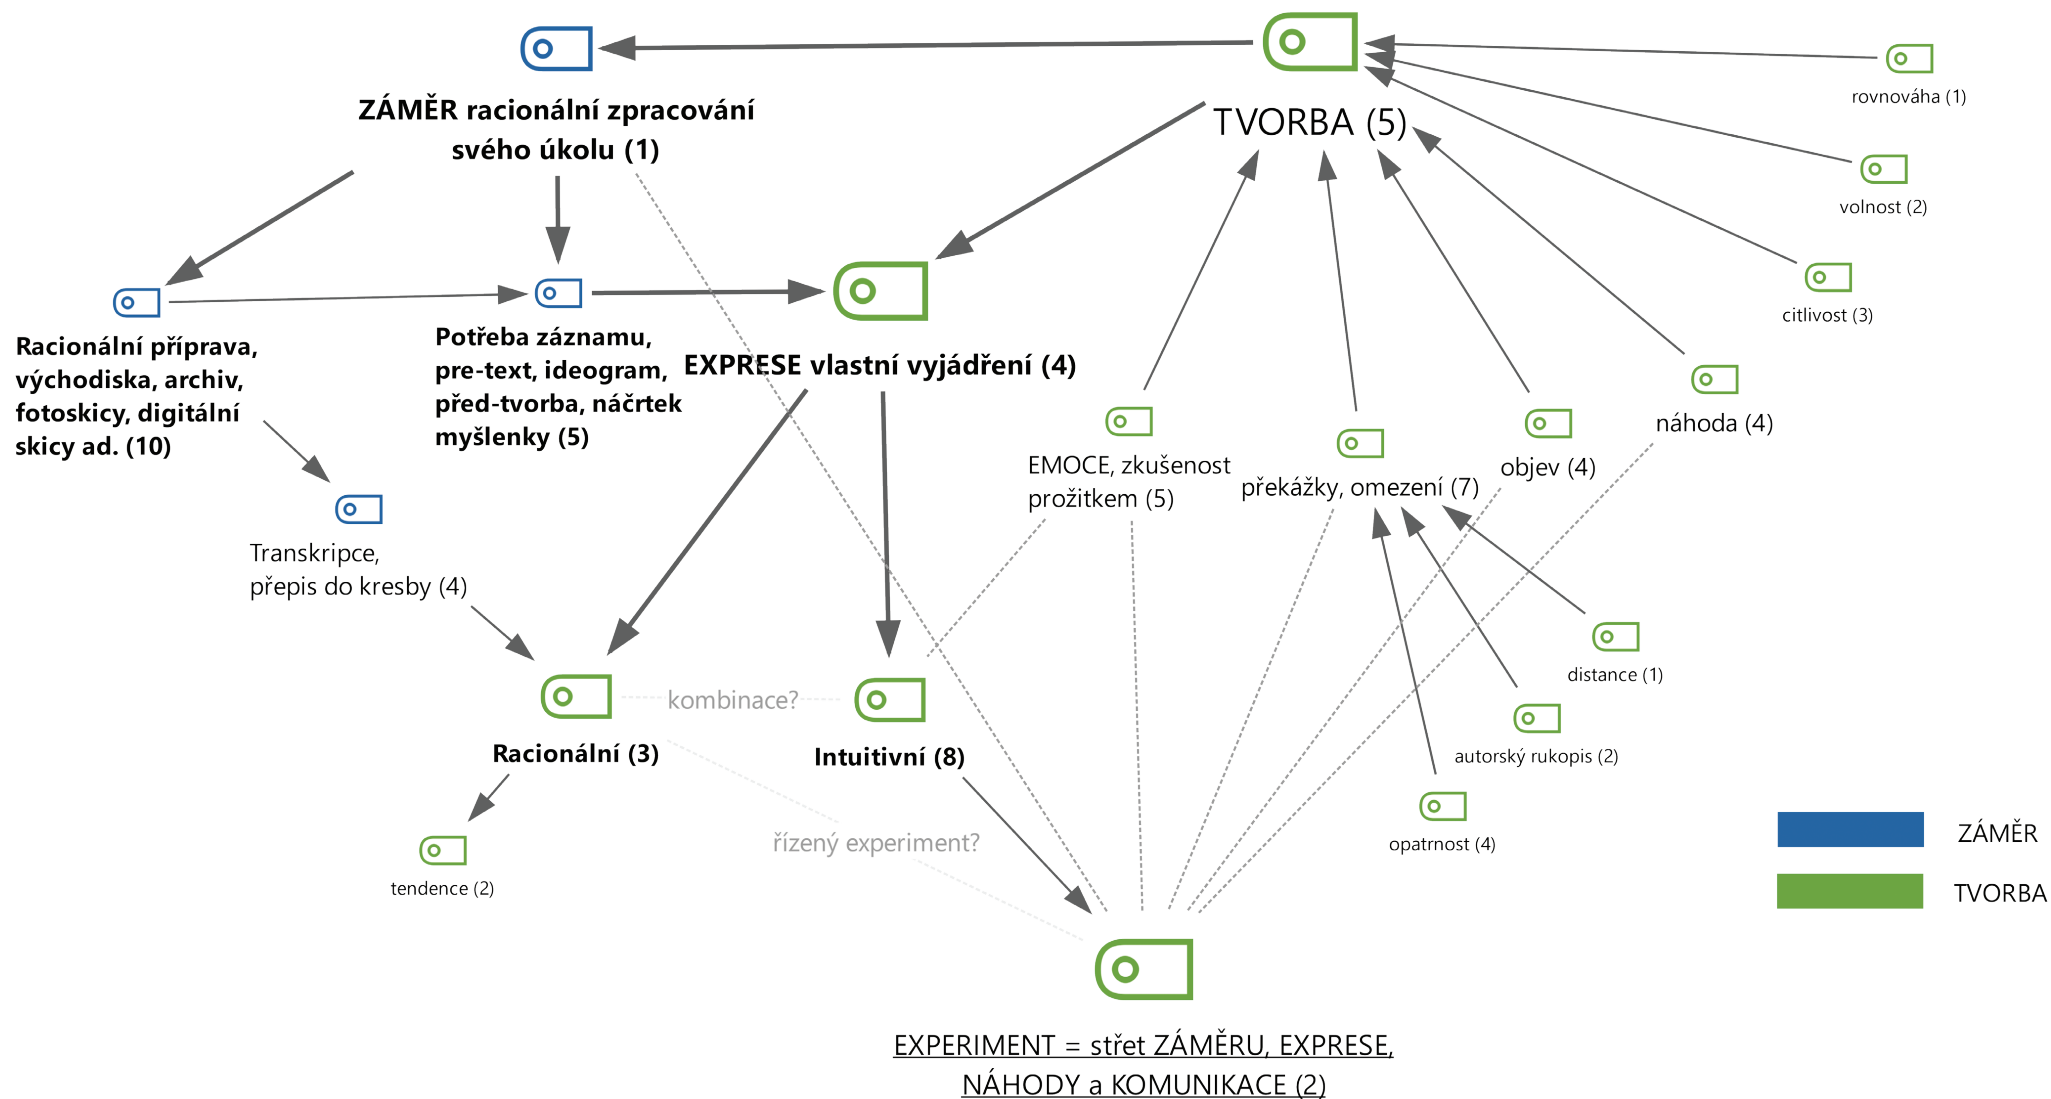 ZÁMĚR racionální zpracování
svého úkolu (1)
TVORBA (5)
rovnováha (1)
volnost (2)
citlivost (3)
náhoda (4)
objev (4)
překážky, omezení (7)
EMOCE, zkušenost
prožitkem (5)
Racionální příprava,
východiska, archiv,
fotoskicy, digitální
skicy ad. (10)
Potřeba záznamu,
pre-text, ideogram,
před-tvorba, náčrtek
myšlenky (5)
EXPRESE vlastní vyjádření (4)
Transkripce,
přepis do kresby (4)
distance (1)
autorský rukopis (2)
opatrnost (4)
kombinace?
Racionální (3)
Intuitivní (8)
řízený experiment?
tendence (2)
ZÁMĚR
TVORBA
EXPERIMENT = střet ZÁMĚRU, EXPRESE,
NÁHODY a KOMUNIKACE (2)